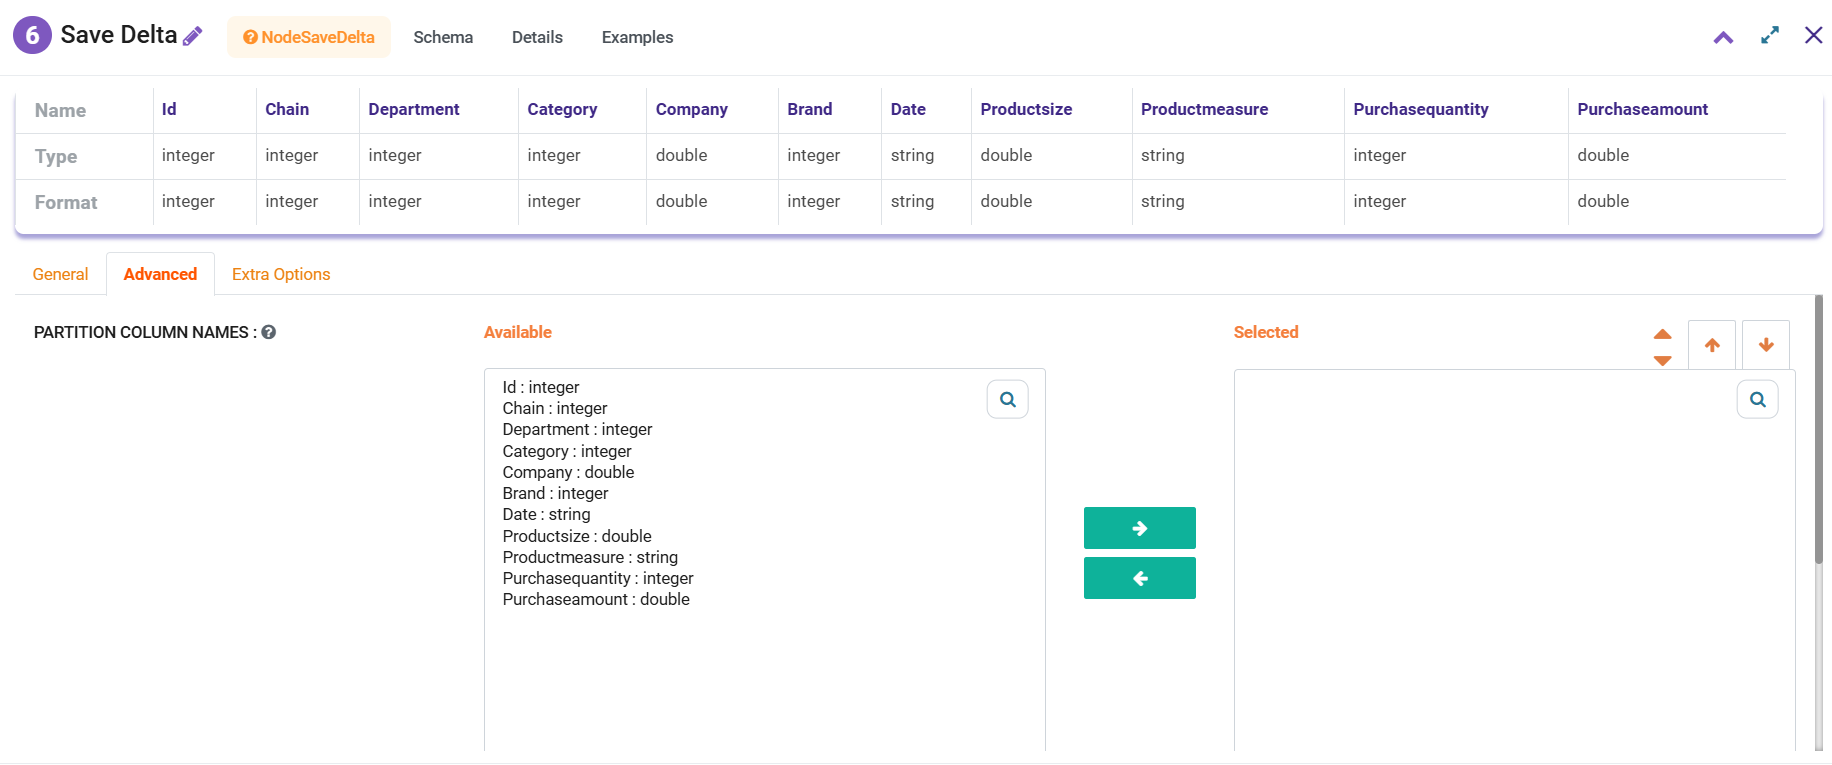 6 Save Delta NodeSaveDelta Schema Details Examples
Name Id Chain Department Category Company Brand Date Productsize Productmeasure Purchasequantity Purchaseamount
Type integer integer integer integer double integer string double string integer double
Format integer integer integer integer double integer string double string integer double
General Advanced Extra Options
PARTITION COLUMN NAMES : Available Selected
Id : integer
Chain : integer
Department : integer
Category : integer
Company : double
Brand : integer
Date : string
Productsize : double
Productmeasure : string
Purchasequantity : integer
Purchaseamount : double